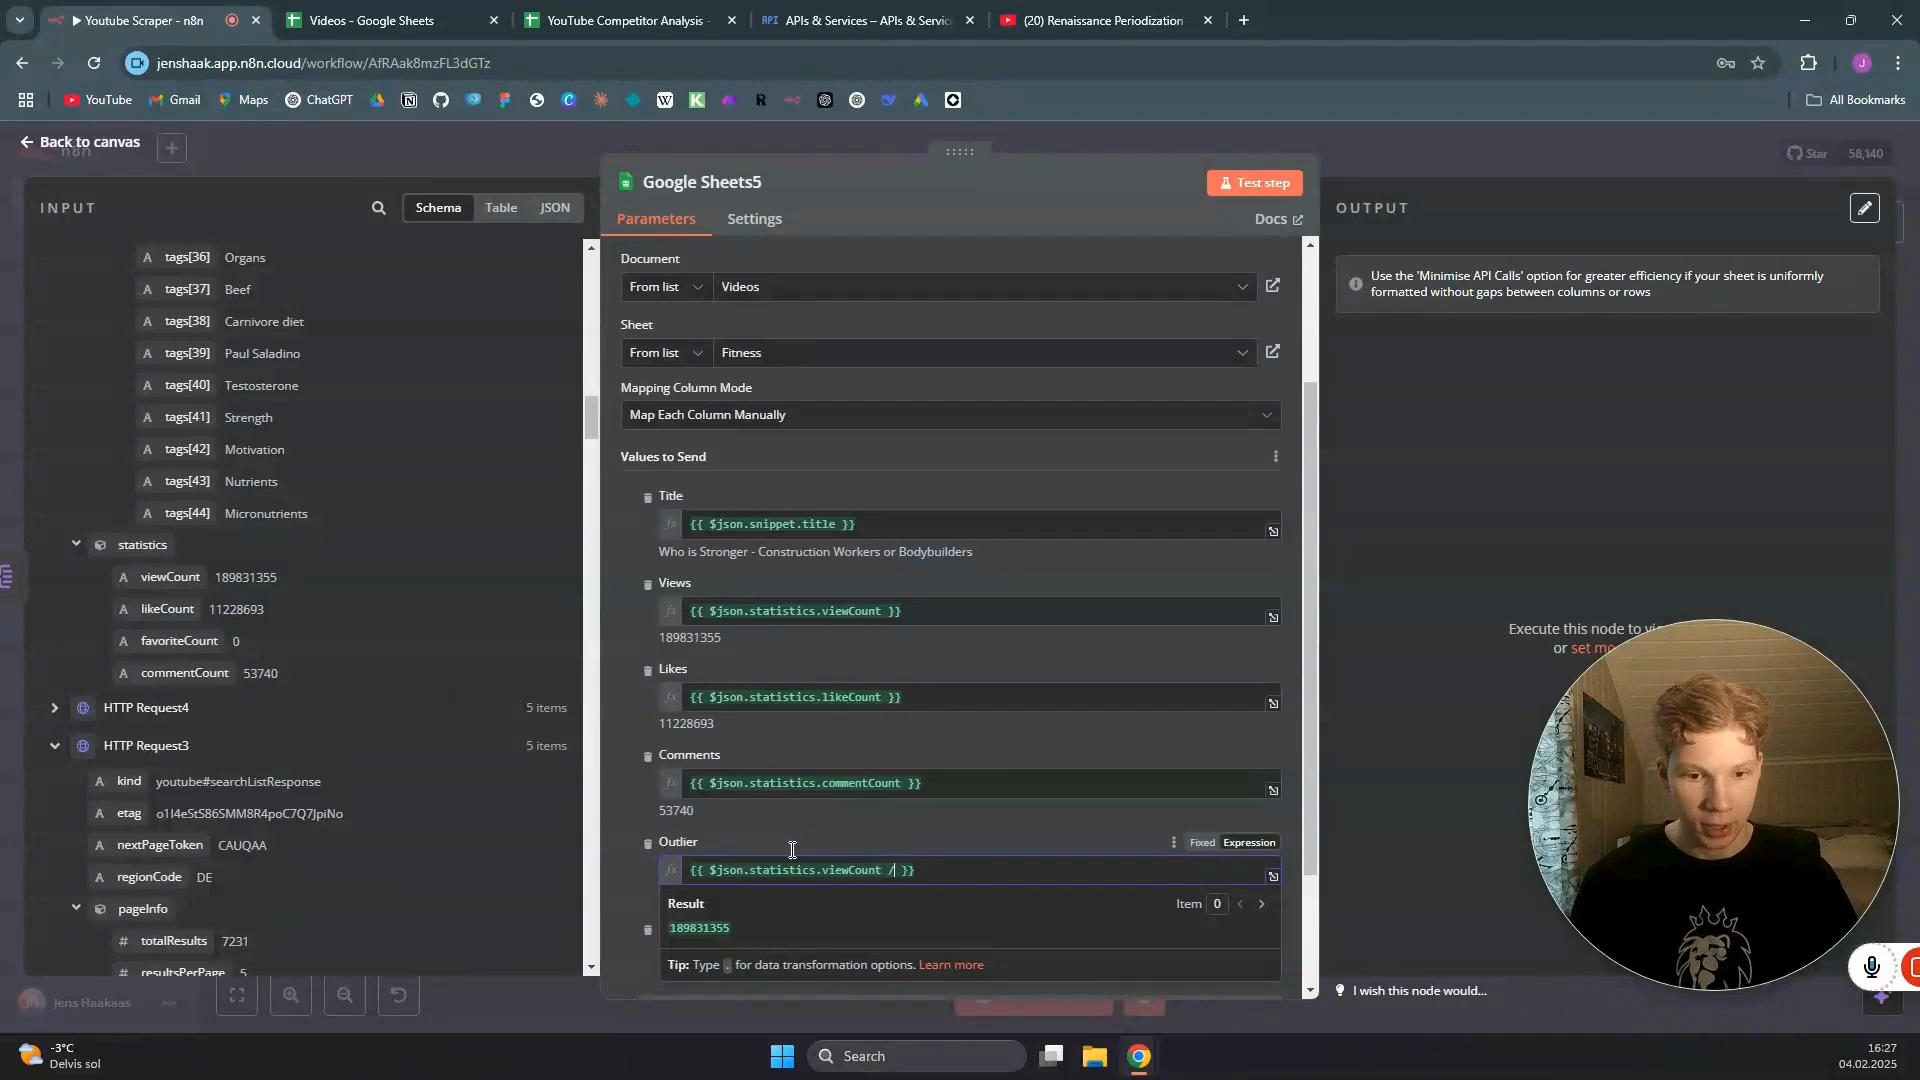 Youtube Scraper - n8n
Videos - Google Sheets
YouTube Competitor Analysis -
API
APIs & Services – APIs & Servic
(20) Renaissance Periodization
jenshaak.app.n8n.cloud/workflow/AfRAak8mzFL3dGTz
J
YouTube
Gmail
Maps
ChatGPT
W
K
R
All Bookmarks
Back to canvas
n8n
Star
58,140
INPUT
Schema
Table
JSON
A tags[36] Organs
A tags[37] Beef
A tags[38] Carnivore diet
A tags[39] Paul Saladino
A tags[40] Testosterone
A tags[41] Strength
A tags[42] Motivation
A tags[43] Nutrients
A tags[44] Micronutrients
statistics
A viewCount 189831355
A likeCount 11228693
A favoriteCount 0
A commentCount 53740
HTTP Request4 5 items
HTTP Request3 5 items
A kind youtube#searchListResponse
A etag o1I4eStS86SMM8R4poC7Q7JpiNo
A nextPageToken CAUQAA
A regionCode DE
pageInfo
# totalResults 7231
# resultsPerPage 5
Jens Haakaas
Google Sheets5
Test step
Parameters
Settings
Docs
Document
From list
Videos
Sheet
From list
Fitness
Mapping Column Mode
Map Each Column Manually
Values to Send
Title
fx {{ $json.snippet.title }}
Who is Stronger - Construction Workers or Bodybuilders
Views
fx {{ $json.statistics.viewCount }}
189831355
Likes
fx {{ $json.statistics.likeCount }}
11228693
Comments
fx {{ $json.statistics.commentCount }}
53740
Outlier
Fixed
Expression
fx {{ $json.statistics.viewCount / }}
Result
Item 0
189831355
Tip: Type . for data transformation options. Learn more
OUTPUT
Use the 'Minimise API Calls' option for greater efficiency if your sheet is uniformly
formatted without gaps between columns or rows
Execute this node to
or set
I wish this node would...
-3°C
Delvis sol
Search
16:27
04.02.2025